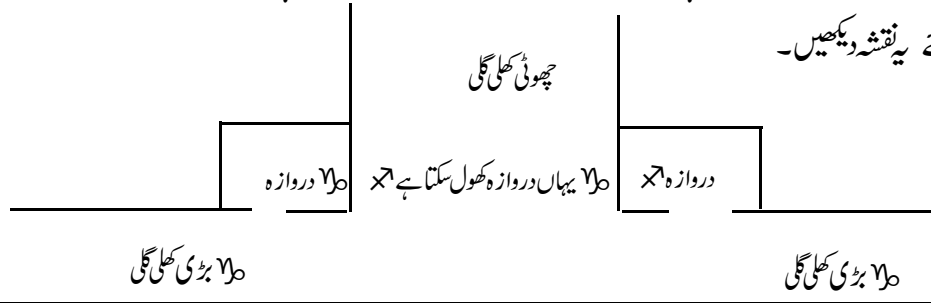 یہ نقشہ دیکھیں۔
چھوٹی کھلی گلی
دروازہ♐ ♑ یہاں دروازہ کھول سکتا ہے♐ ♑ دروازہ
♑ بڑی کھلی گلی ♑ بڑی کھلی گلی